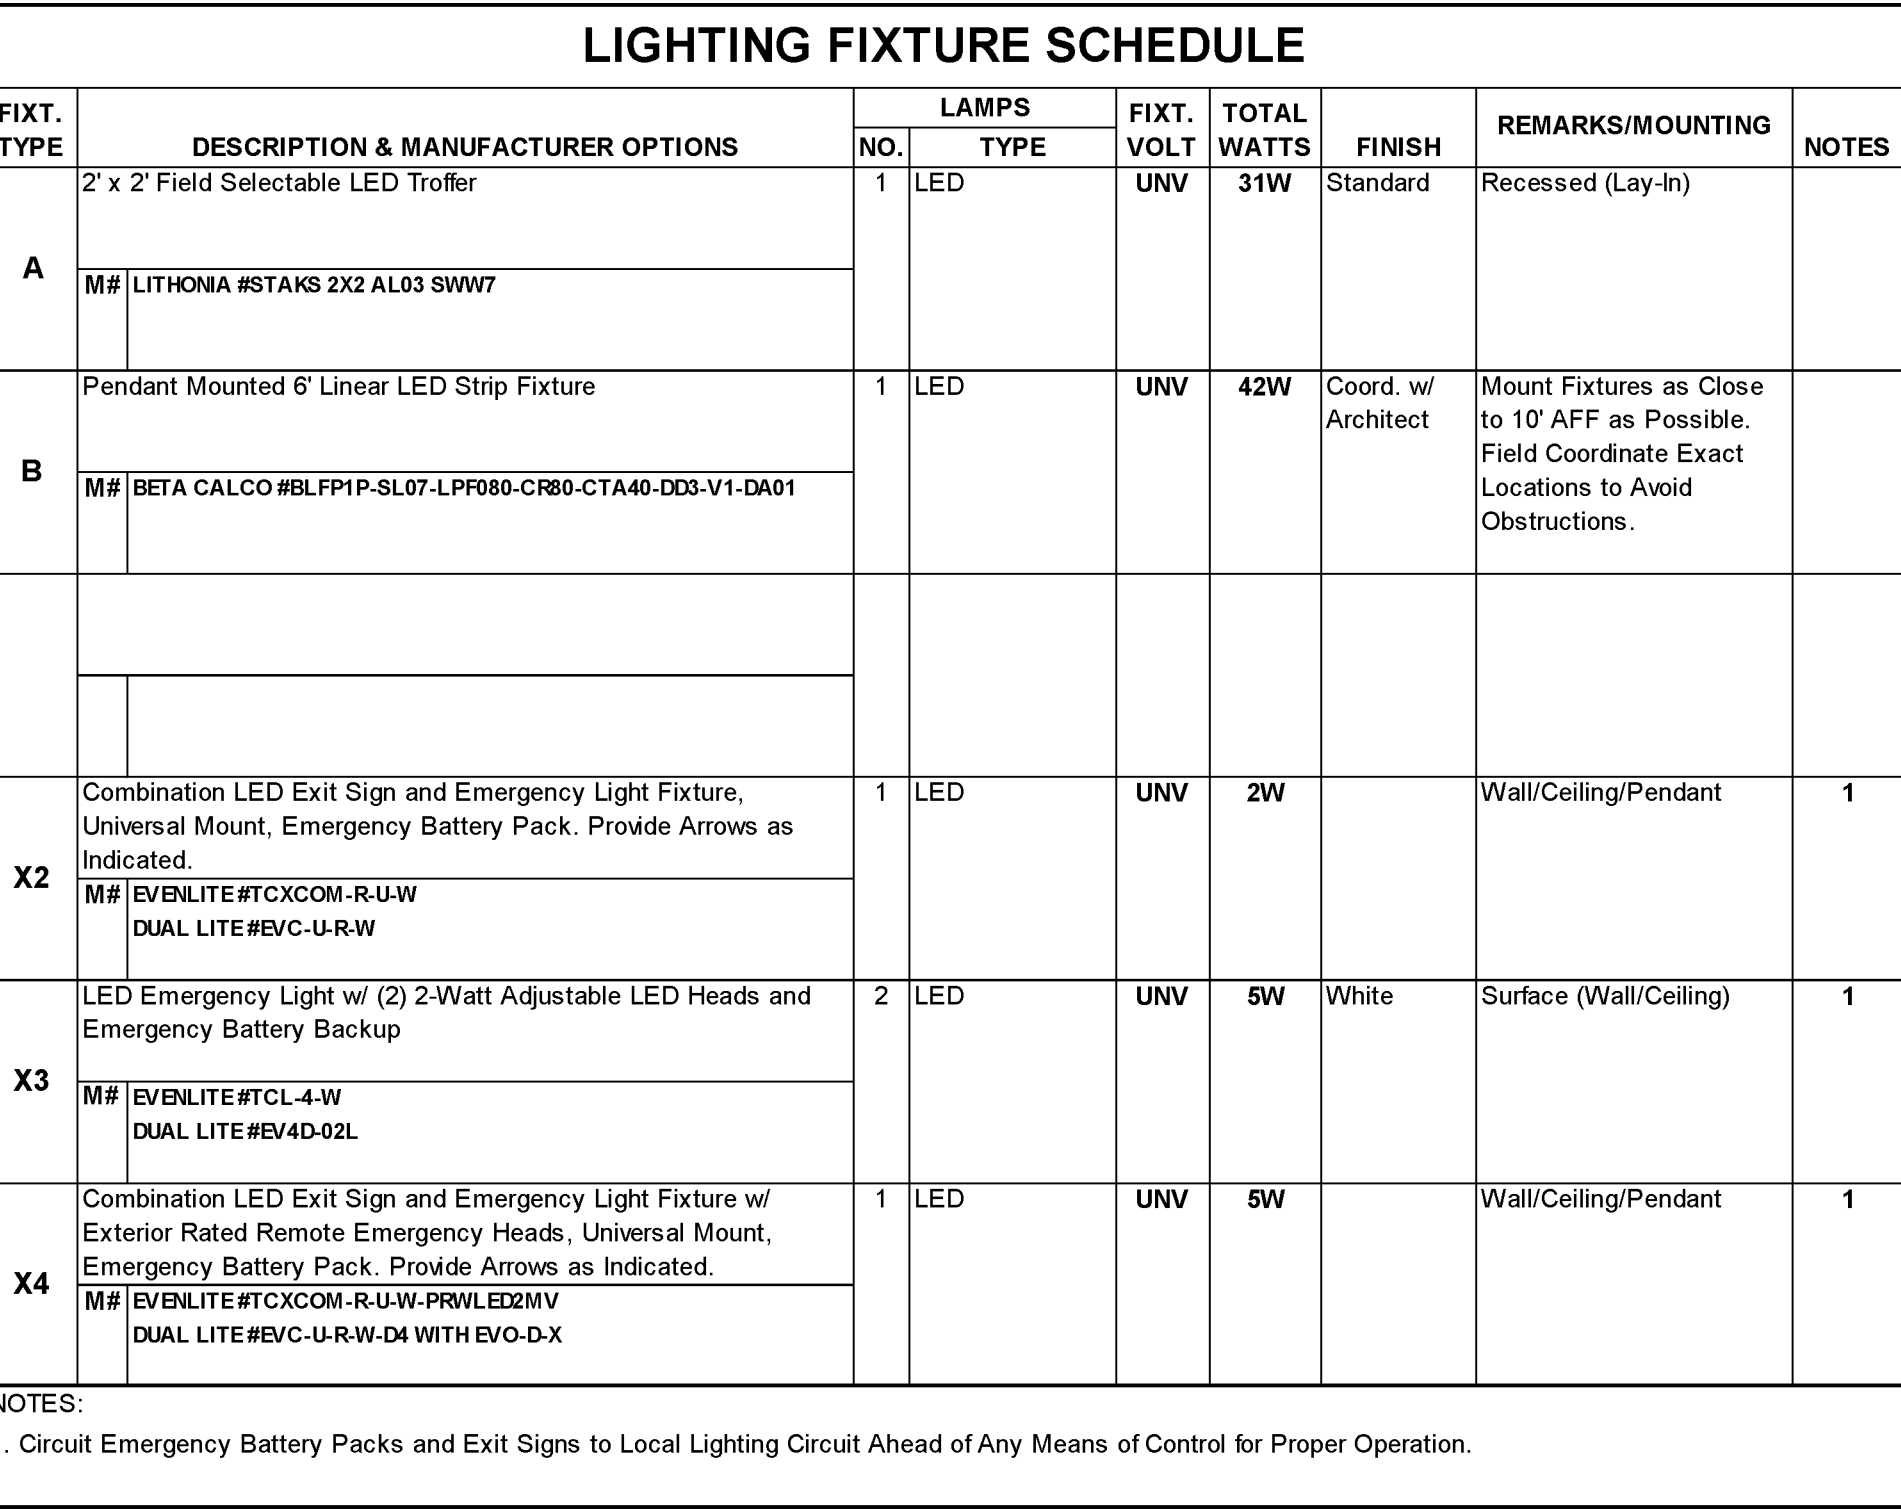 LIGHTING FIXTURE SCHEDULE
FIXT. TYPE
DESCRIPTION & MANUFACTURER OPTIONS
LAMPS
NO.
TYPE
FIXT. VOLT
TOTAL WATTS
FINISH
REMARKS/MOUNTING
NOTES
A
2' x 2' Field Selectable LED Troffer
M# LITHONIA #STAKS 2X2 AL03 SWW7
1
LED
UNV
31W
Standard
Recessed (Lay-In)
B
Pendant Mounted 6' Linear LED Strip Fixture
M# BETA CALCO #BLFP1P-SL07-LPF080-CR80-CTA40-DD3-V1-DA01
1
LED
UNV
42W
Coord. w/
Architect
Mount Fixtures as Close
to 10' AFF as Possible.
Field Coordinate Exact
Locations to Avoid
Obstructions.
X2
Combination LED Exit Sign and Emergency Light Fixture,
Universal Mount, Emergency Battery Pack. Provide Arrows as
Indicated.
M# EVENLITE #TCXCOM-R-U-W
DUAL LITE #EVC-U-R-W
1
LED
UNV
2W
Wall/Ceiling/Pendant
1
X3
LED Emergency Light w/ (2) 2-Watt Adjustable LED Heads and
Emergency Battery Backup
M# EVENLITE #TCL-4-W
DUAL LITE #EV4D-02L
2
LED
UNV
5W
White
Surface (Wall/Ceiling)
1
X4
Combination LED Exit Sign and Emergency Light Fixture w/
Exterior Rated Remote Emergency Heads, Universal Mount,
Emergency Battery Pack. Provide Arrows as Indicated.
M# EVENLITE #TCXCOM-R-U-W-PRWLED2MV
DUAL LITE #EVC-U-R-W-D4 WITH EVO-D-X
1
LED
UNV
5W
Wall/Ceiling/Pendant
1
NOTES:
. Circuit Emergency Battery Packs and Exit Signs to Local Lighting Circuit Ahead of Any Means of Control for Proper Operation.